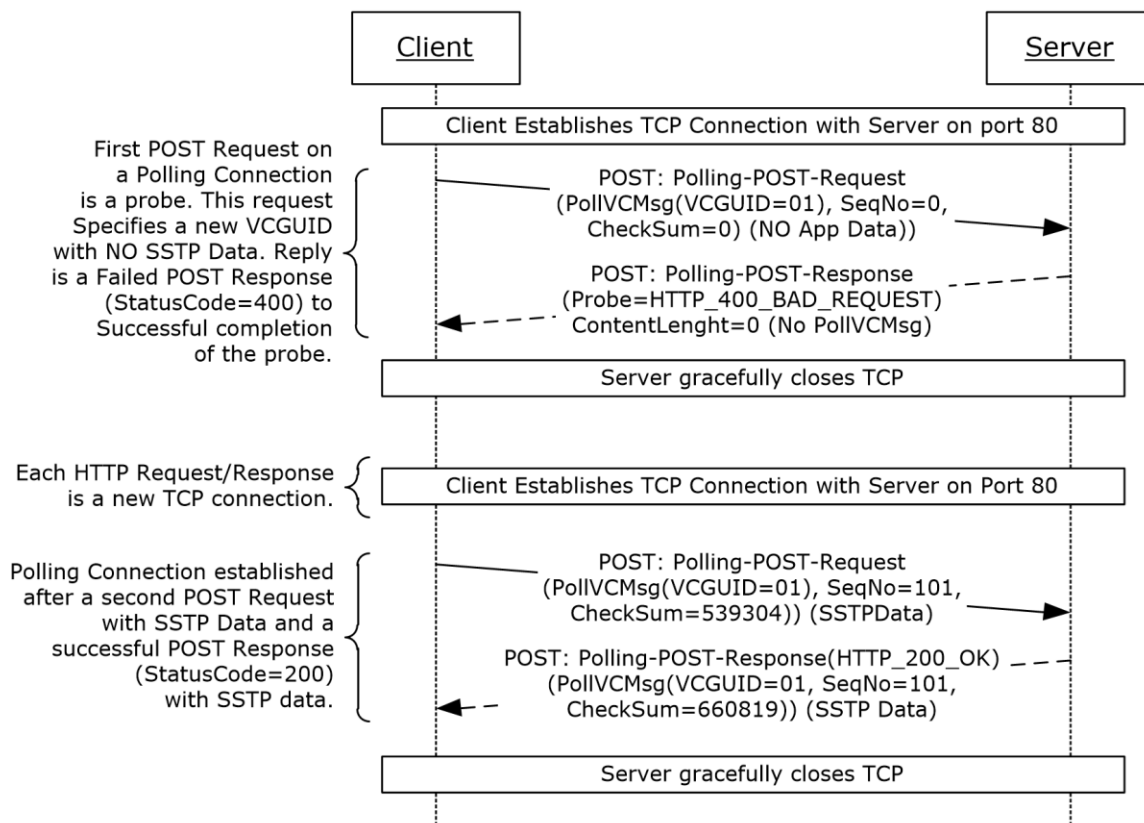 Client
Server
Client Establishes TCP Connection with Server on port 80
First POST Request on
a Polling Connection
is a probe. This request
Specifies a new VCGUID
with NO SSTP Data. Reply
is a Failed POST Response
(StatusCode=400) to
Successful completion
of the probe.
POST: Polling-POST-Request
(PollVCMsg(VCGUID=01), SeqNo=0,
CheckSum=0) (NO App Data))
POST: Polling-POST-Response
(Probe=HTTP_400_BAD_REQUEST)
ContentLenght=0 (No PollVCMsg)
Server gracefully closes TCP
Each HTTP Request/Response
is a new TCP connection.
Client Establishes TCP Connection with Server on Port 80
Polling Connection established
after a second POST Request
with SSTP Data and a
successful POST Response
(StatusCode=200)
with SSTP data.
POST: Polling-POST-Request
(PollVCMsg(VCGUID=01), SeqNo=101,
CheckSum=539304)) (SSTPData)
POST: Polling-POST-Response(HTTP_200_OK)
(PollVCMsg(VCGUID=01, SeqNo=101,
CheckSum=660819)) (SSTP Data)
Server gracefully closes TCP